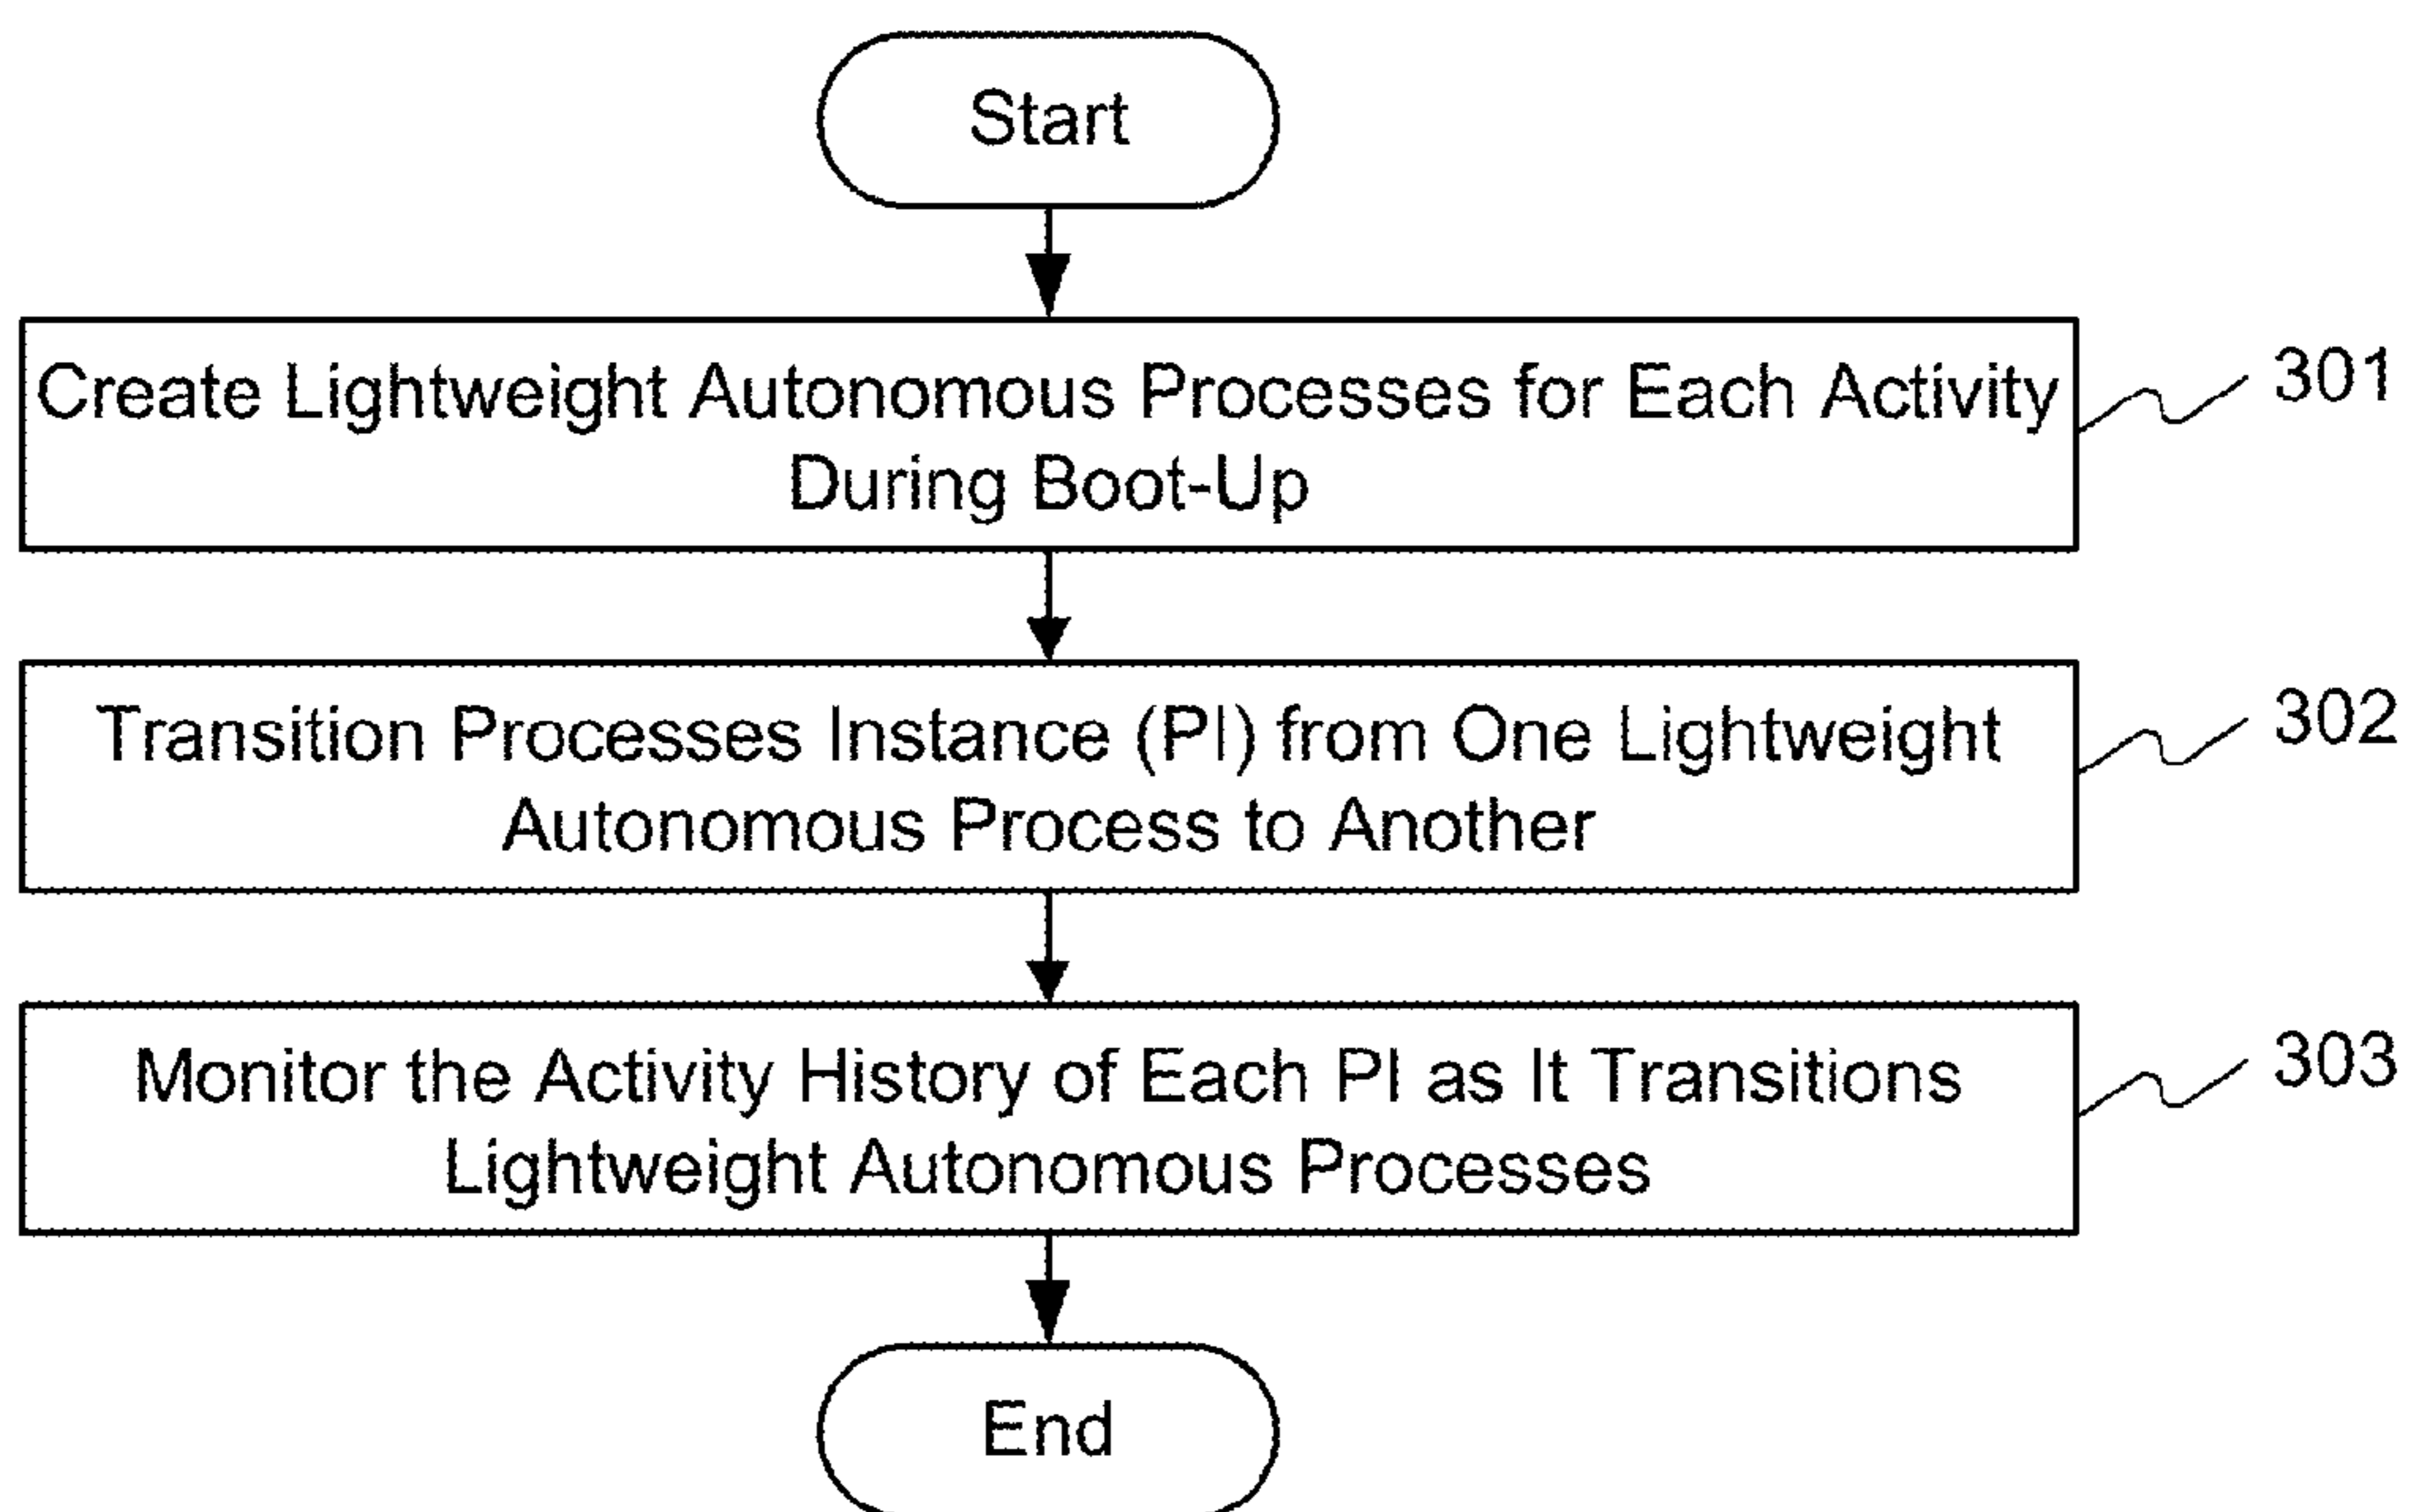 Start
Create Lightweight Autonomous Processes for Each Activity
During Boot-Up
301
Transition Processes Instance (PI) from One Lightweight
Autonomous Process to Another
302
Monitor the Activity History of Each PI as It Transitions
Lightweight Autonomous Processes
303
End